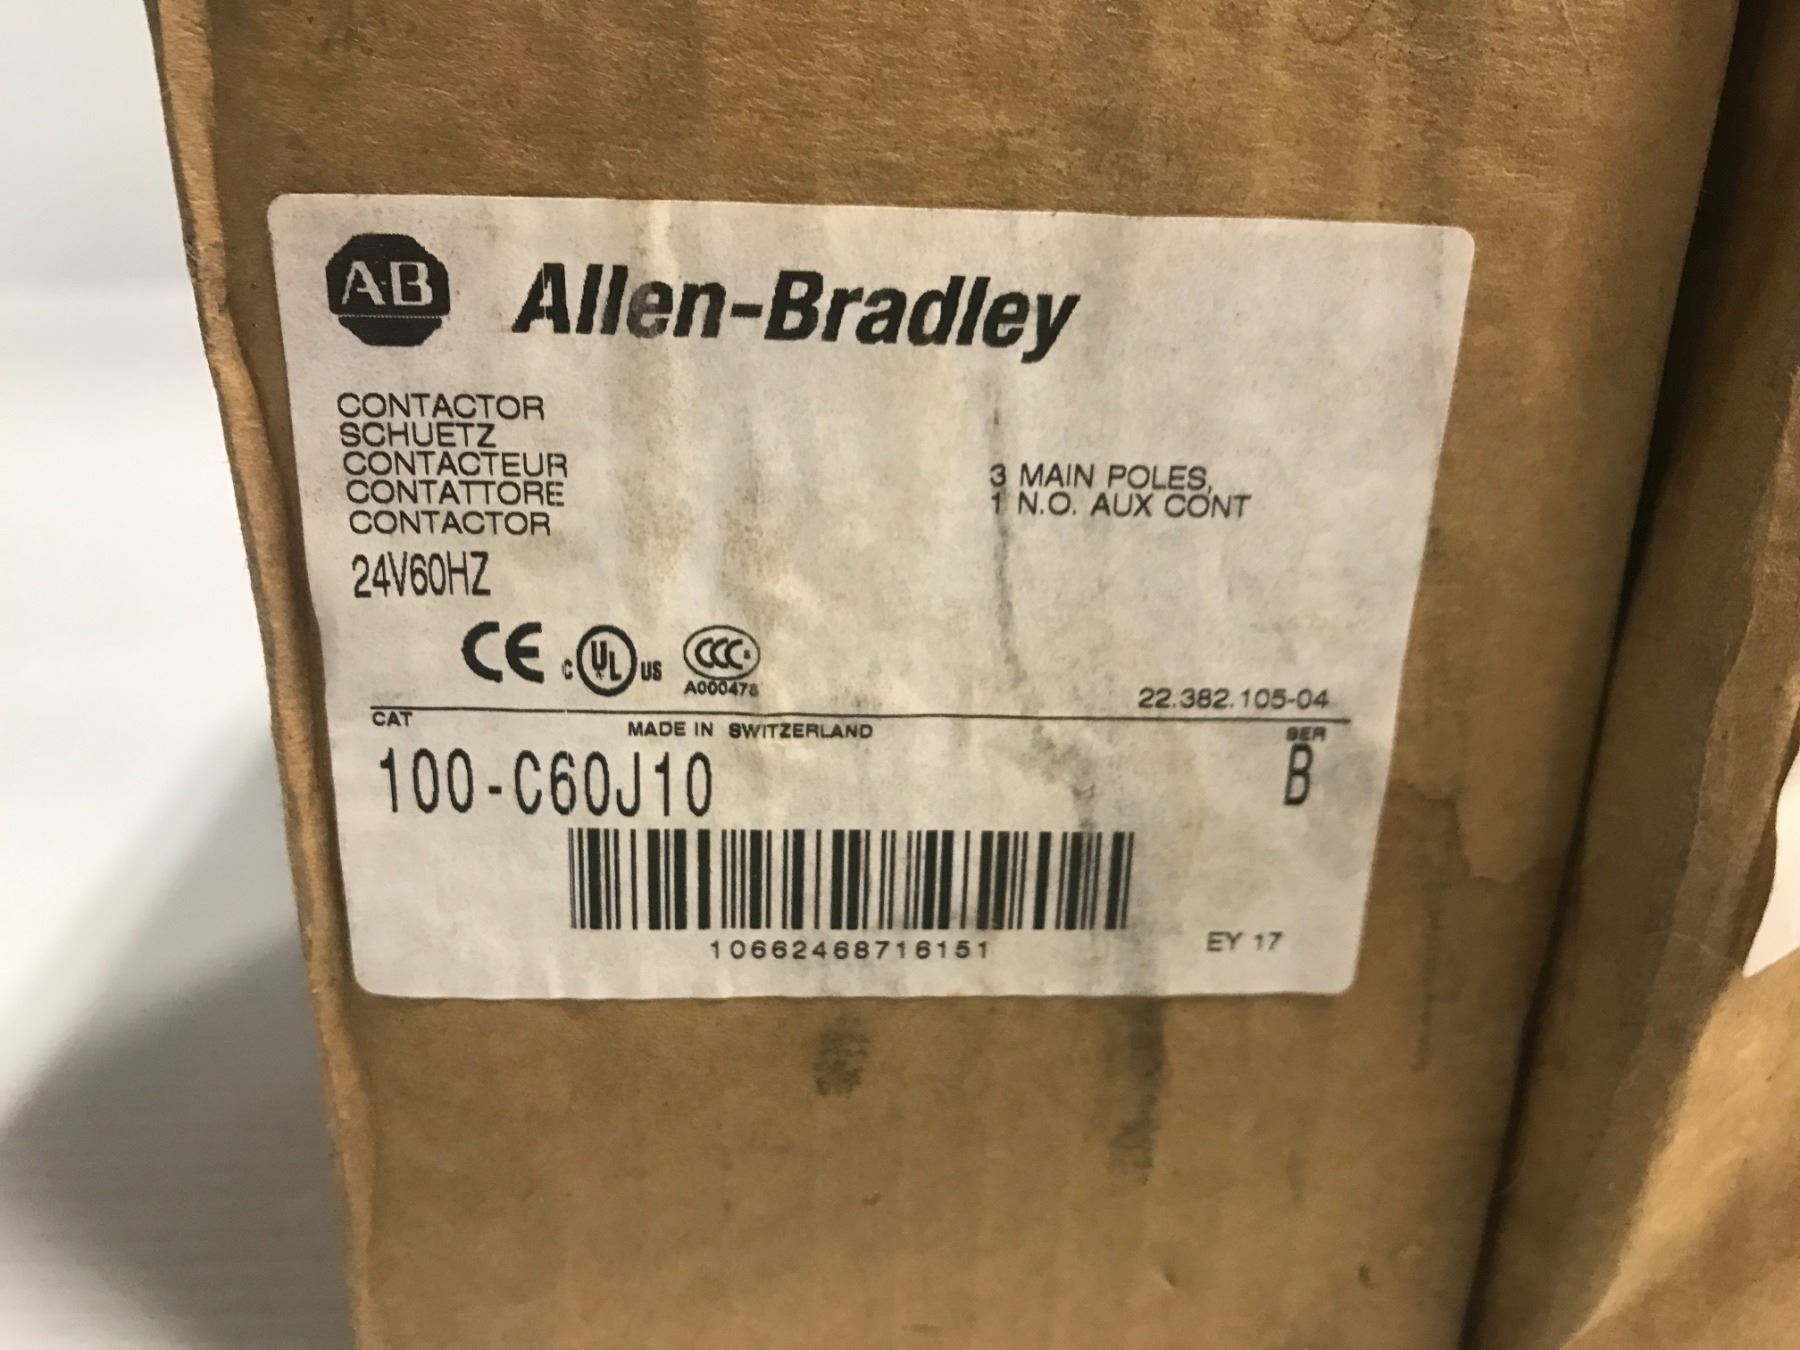 A-B Allen-Bradley
CONTACTOR
SCHUETZ
CONTACTEUR
CONTATTORE
CONTACTOR
3 MAIN POLES,
1 N.O. AUX CONT
24V60HZ
CE C UL US CCC S
A000478
22.382.105-04
CAT
MADE IN SWITZERLAND
SER
100-C60J10
B
10662468716151
EY 17